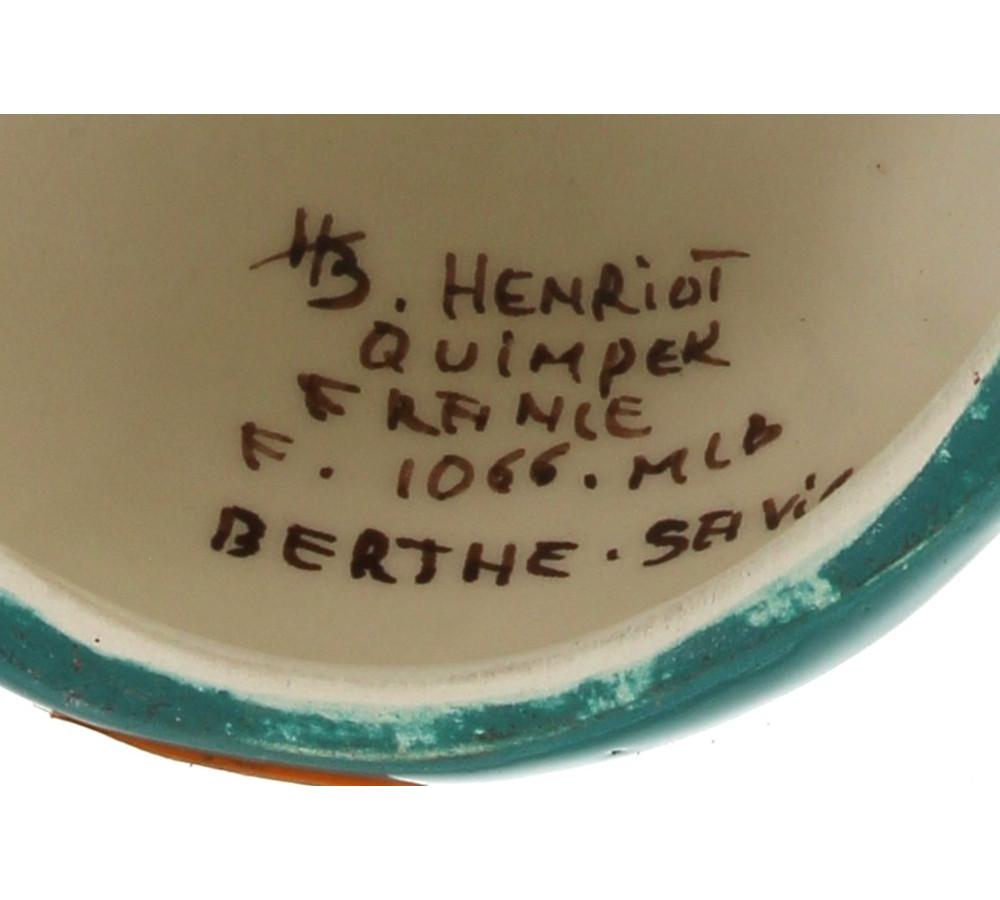 HB. HENRiOT
QUiMPER
FRANCE
F. 1066. MLB
BERTHE.